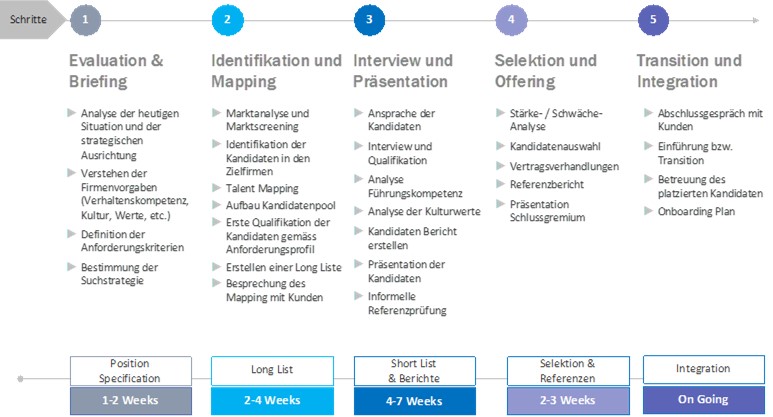 Schritte
1
2
3
4
5
Evaluation &
Briefing
Analyse der heutigen
Situation und der
strategischen
Ausrichtung
Verstehen der
Firmenvorgaben
(Verhaltenskompetenz,
Kultur, Werte, etc.)
Definition der
Anforderungskriterien
Bestimmung der
Suchstrategie
Identifikation und
Mapping
Marktanalyse und
Marktscreening
Identifikation der
Kandidaten in den
Zielfirmen
Talent Mapping
Aufbau Kandidatenpool
Erste Qualifikation der
Kandidaten gemäss
Anforderungsprofil
Erstellen einer Long Liste
Besprechung des
Mapping mit Kunden
Interview und
Präsentation
Ansprache der
Kandidaten
Interview und
Qualifikation
Analyse
Führungskompetenz
Analyse der Kulturwerte
Kandidaten Bericht
erstellen
Präsentation der
Kandidaten
Informelle
Referenzprüfung
Selektion und
Offering
Stärke- / Schwäche-
Analyse
Kandidatenauswahl
Vertragsverhandlungen
Referenzbericht
Präsentation
Schlussgremium
Transition und
Integration
Abschlussgespräch mit
Kunden
Einführung bzw.
Transition
Betreuung des
platzierten Kandidaten
Onboarding Plan
Position
Specification
1-2 Weeks
Long List
2-4 Weeks
Short List
& Berichte
4-7 Weeks
Selektion &
Referenzen
2-3 Weeks
Integration
On Going